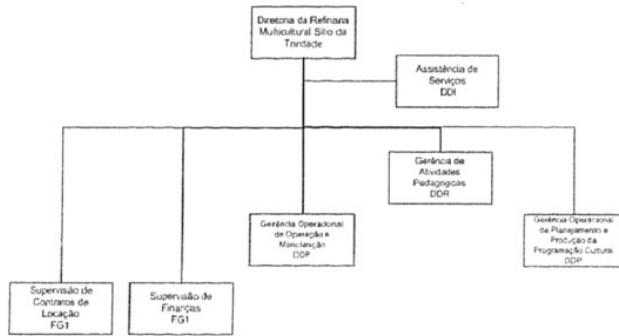 Diretoria da Refinaria
Multicultural Sítio da
Trindade
Assistência de
Serviços
DDI
Gerência de
Atividades
Pedagógicas
DDR
Gerência Operacional
de Operação e
Manutenção
DDP
Gerência Operacional
de Planejamento e
Produção da
Programação Cultural
DDP
Supervisão de
Contratos de
Locação
FG1
Supervisão de
Finanças
FG1